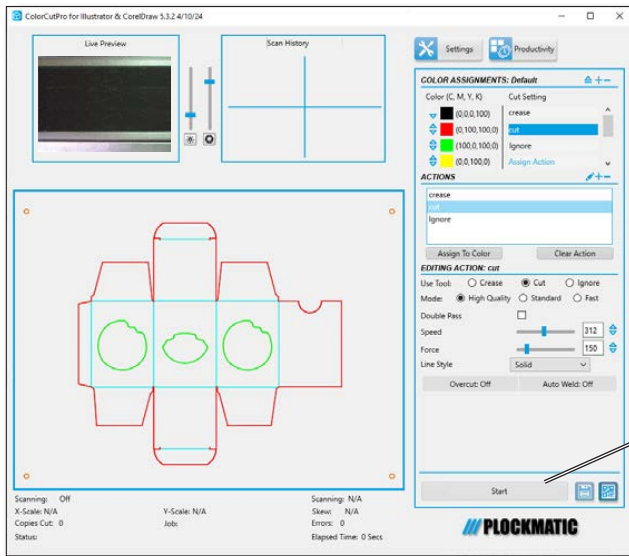 ColorCutPro for Illustrator & CorelDraw 5.3.2 4/10/24
Live Preview
Scan History
Settings
Productivity
COLOR ASSIGNMENTS: Default
Color (C, M, Y, K) Cut Setting
(0,0,0,100) crease
(0,100,100,0) cut
(100,0,100,0) Ignore
(0,0,100,0) Assign Action
ACTIONS
crease
cut
Ignore
Assign To Color Clear Action
EDITING ACTION: cut
Use Tool: Crease Cut Ignore
Mode: High Quality Standard Fast
Double Pass
Speed 312
Force 150
Line Style Solid
Overcut: Off Auto Weld: Off
Start
Scanning: Off Scanning: N/A
X-Scale: N/A Y-Scale: N/A Skew: N/A
Copies Cut: 0 Job: Errors: 0
Status: Elapsed Time: 0 Secs
PLOCKMATIC